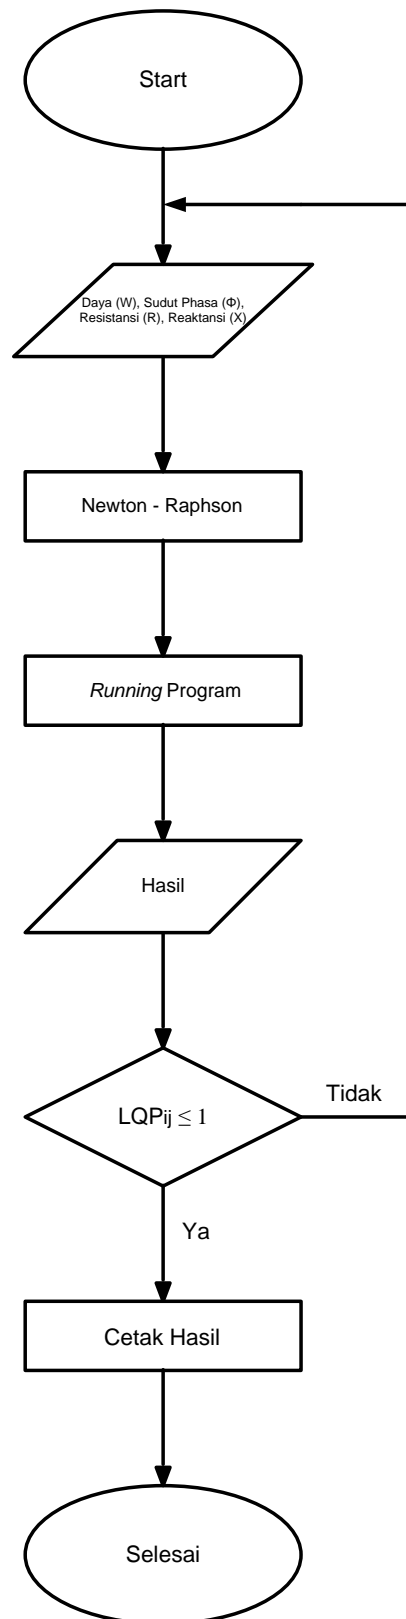 Start
Daya (W), Sudut Phasa (Φ),
Resistansi (R), Reaktansi (X)
Newton - Raphson
Running Program
Hasil
LQPij ≤ 1
Tidak
Ya
Cetak Hasil
Selesai